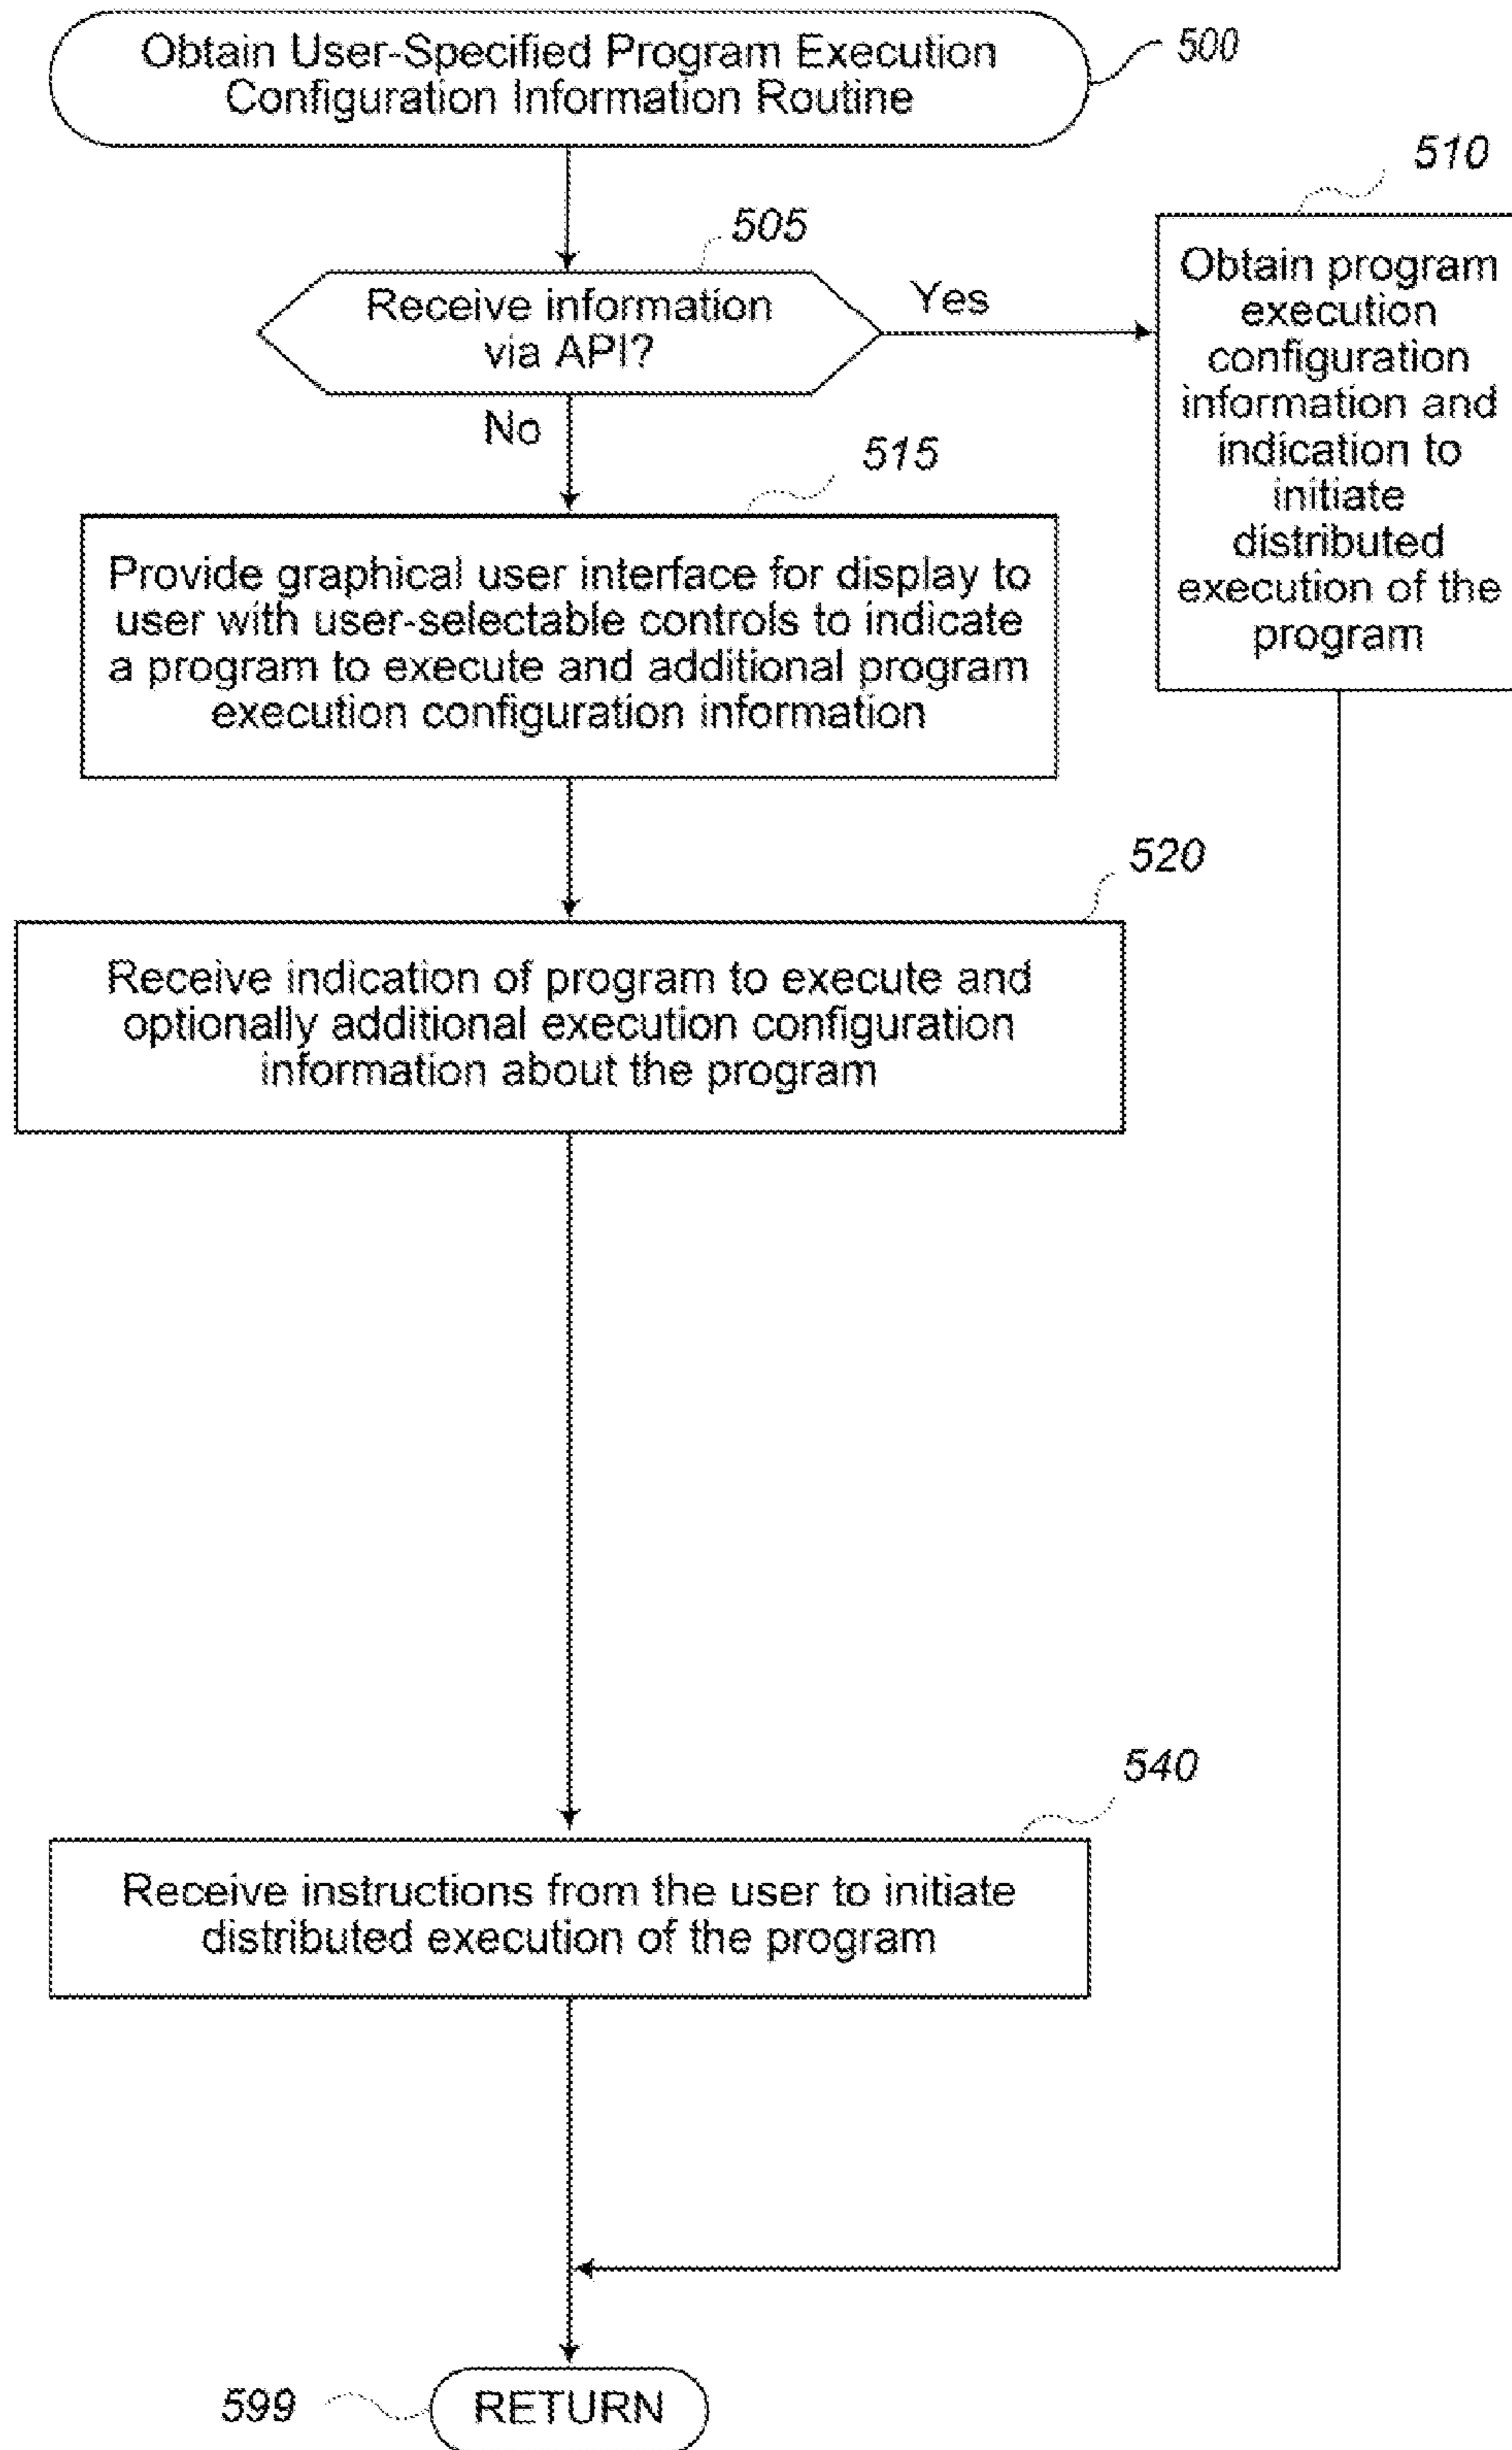 Obtain User-Specified Program Execution
Configuration Information Routine
500
505
Receive information
via API?
Yes
No
510
Obtain program
execution
configuration
information and
indication to
initiate
distributed
execution of the
program
515
Provide graphical user interface for display to
user with user-selectable controls to indicate
a program to execute and additional program
execution configuration information
520
Receive indication of program to execute and
optionally additional execution configuration
information about the program
540
Receive instructions from the user to initiate
distributed execution of the program
599
RETURN